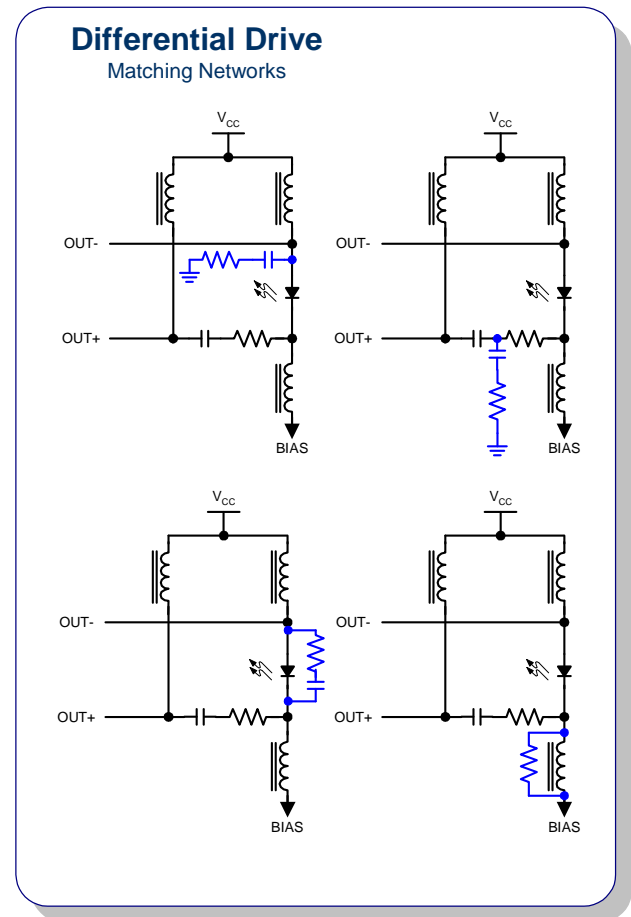 Differential Drive
Matching Networks
VCC
VCC
OUT-
OUT-
OUT+
OUT+
BIAS
BIAS
VCC
VCC
OUT-
OUT-
OUT+
OUT+
BIAS
BIAS